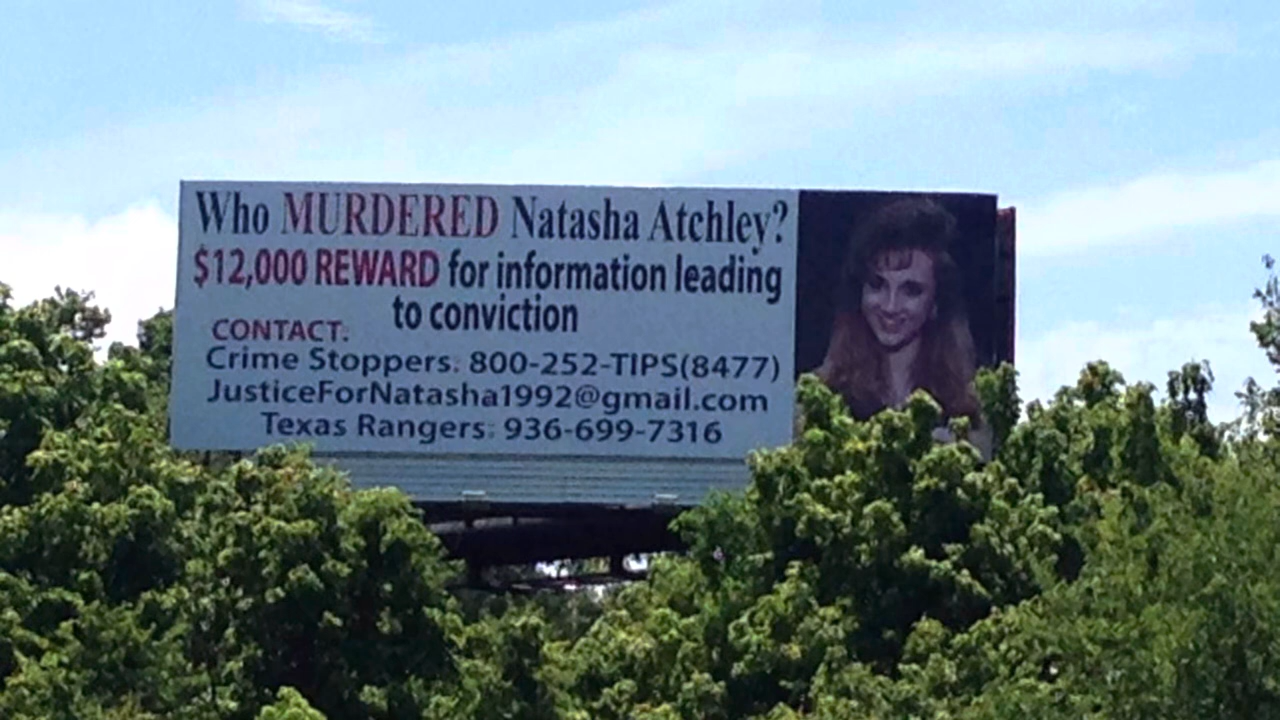 Who MURDERED Natasha Atchley?
$12,000 REWARD for information leading
to conviction
CONTACT:
Crime Stoppers: 800-252-TIPS(8477)
JusticeForNatasha1992@gmail.com
Texas Rangers: 936-699-7316